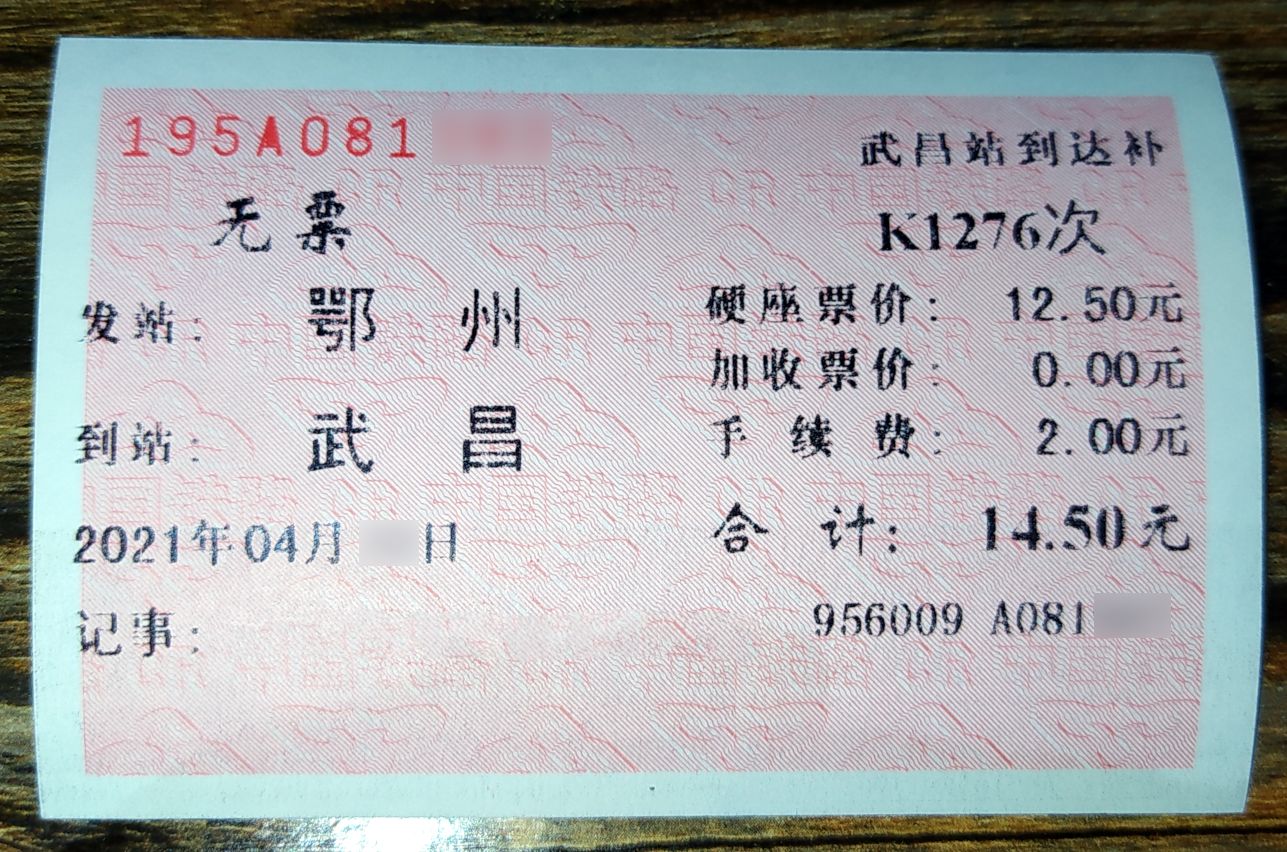 195A081
武昌站到达补
无票
K1276次
发站: 鄂州
硬座票价: 12.50元
加收票价: 0.00元
到站: 武昌
手续费: 2.00元
2021年04月 日
合计: 14.50元
记事:
956009 A081